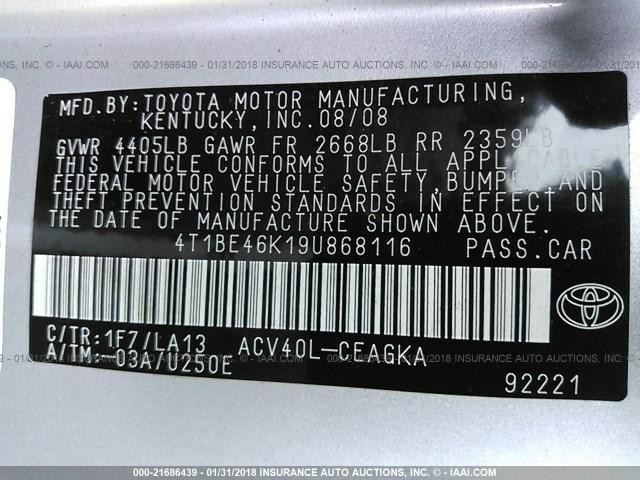 000-21686439 - 01/31/2018 - INSURANCE AUTO AUCTIONS, INC. - © IAAI.COM
MFD.BY:TOYOTA MOTOR MANUFACTURING,
KENTUCKY,INC.08/08
GVWR 4405LB GAWR FR 2668LB RR 2359LB
THIS VEHICLE CONFORMS TO ALL APPLICABLE
FEDERAL MOTOR VEHICLE SAFETY,BUMPER,AND
THEFT PREVENTION STANDARDS IN EFFECT ON
THE DATE OF MANUFACTURE SHOWN ABOVE.
4T1BE46K19U868116 PASS.CAR
C/TR:1F7/LA13 ACV40L-CEAGKA
A/TM:-03A/U250E
92221
000-21686439 - 01/31/2018 - INSURANCE AUTO AUCTIONS, INC. - © IAAI.COM